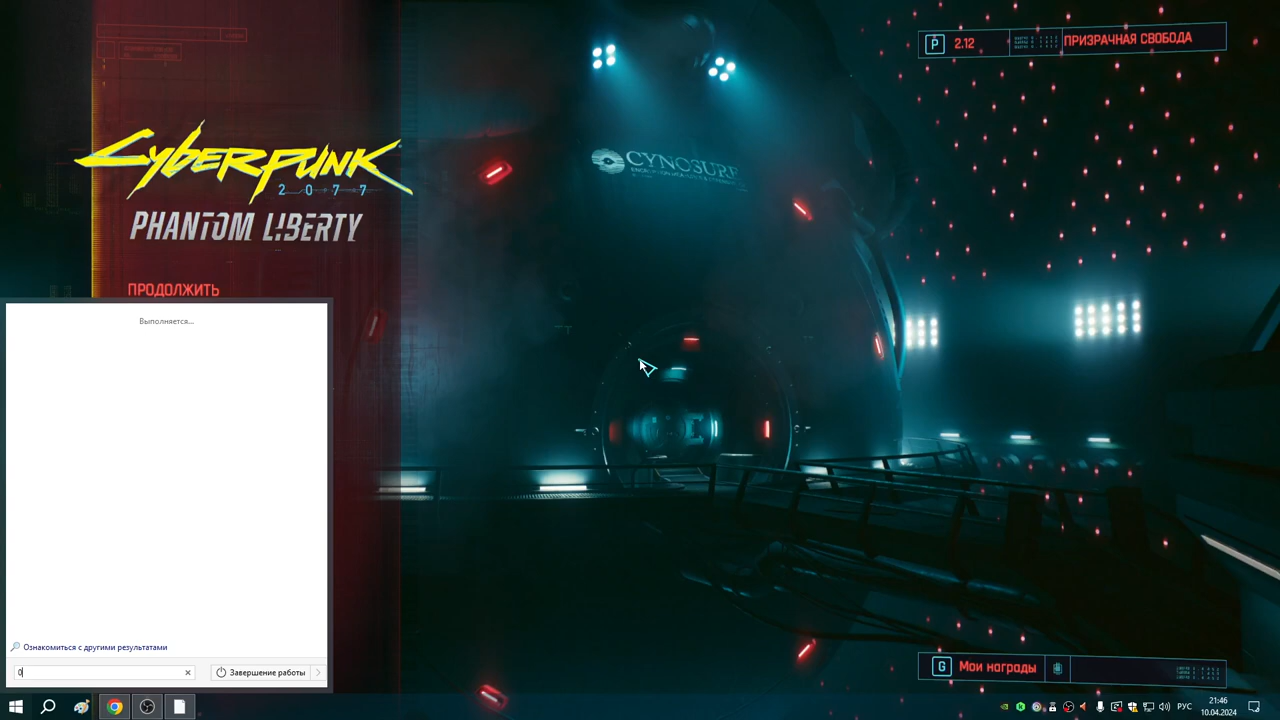 P 2.12 ПРИЗРАЧНАЯ СВОБОДА
CYNOSURE
CYBERPUNK
2077
PHANTOM LIBERTY
ПРОДОЛЖИТЬ
Выполняется...
Ознакомиться с другими результатами
0
Завершение работы
G Мои награды
РУС
21:46
10.04.2024